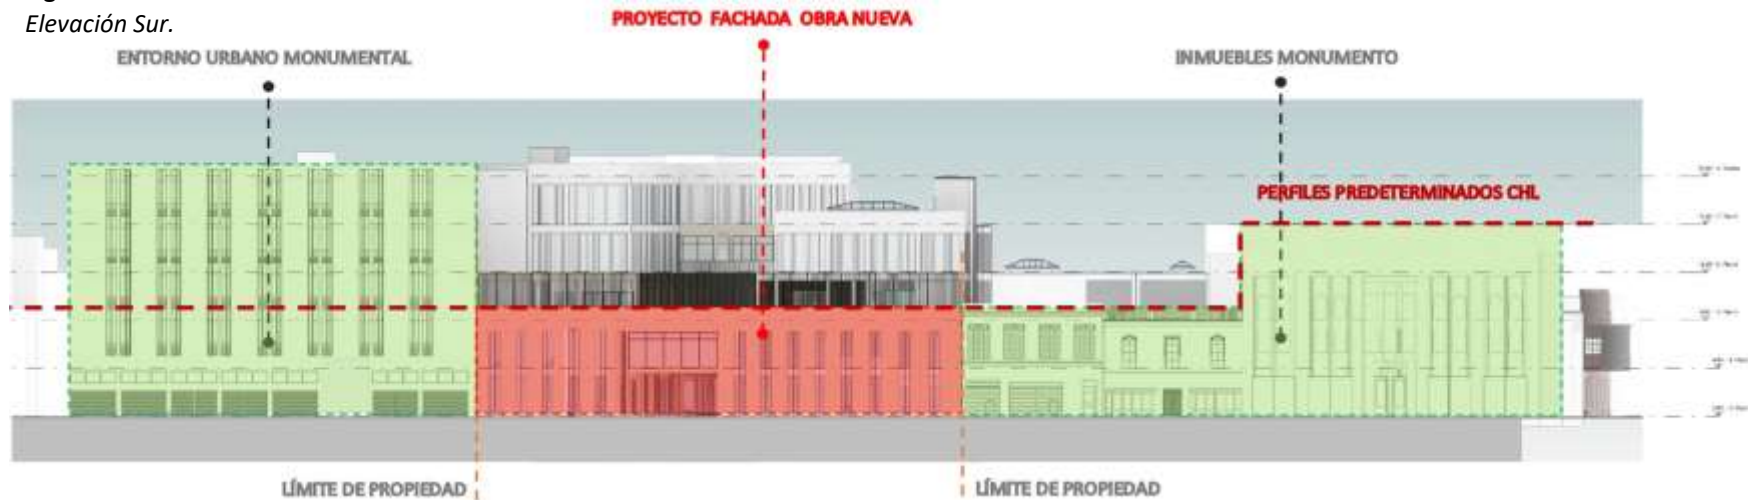 Elevación Sur.
PROYECTO FACHADA OBRA NUEVA
ENTORNO URBANO MONUMENTAL
INMUEBLES MONUMENTO
PERFILES PREDETERMINADOS CHL
LÍMITE DE PROPIEDAD
LÍMITE DE PROPIEDAD